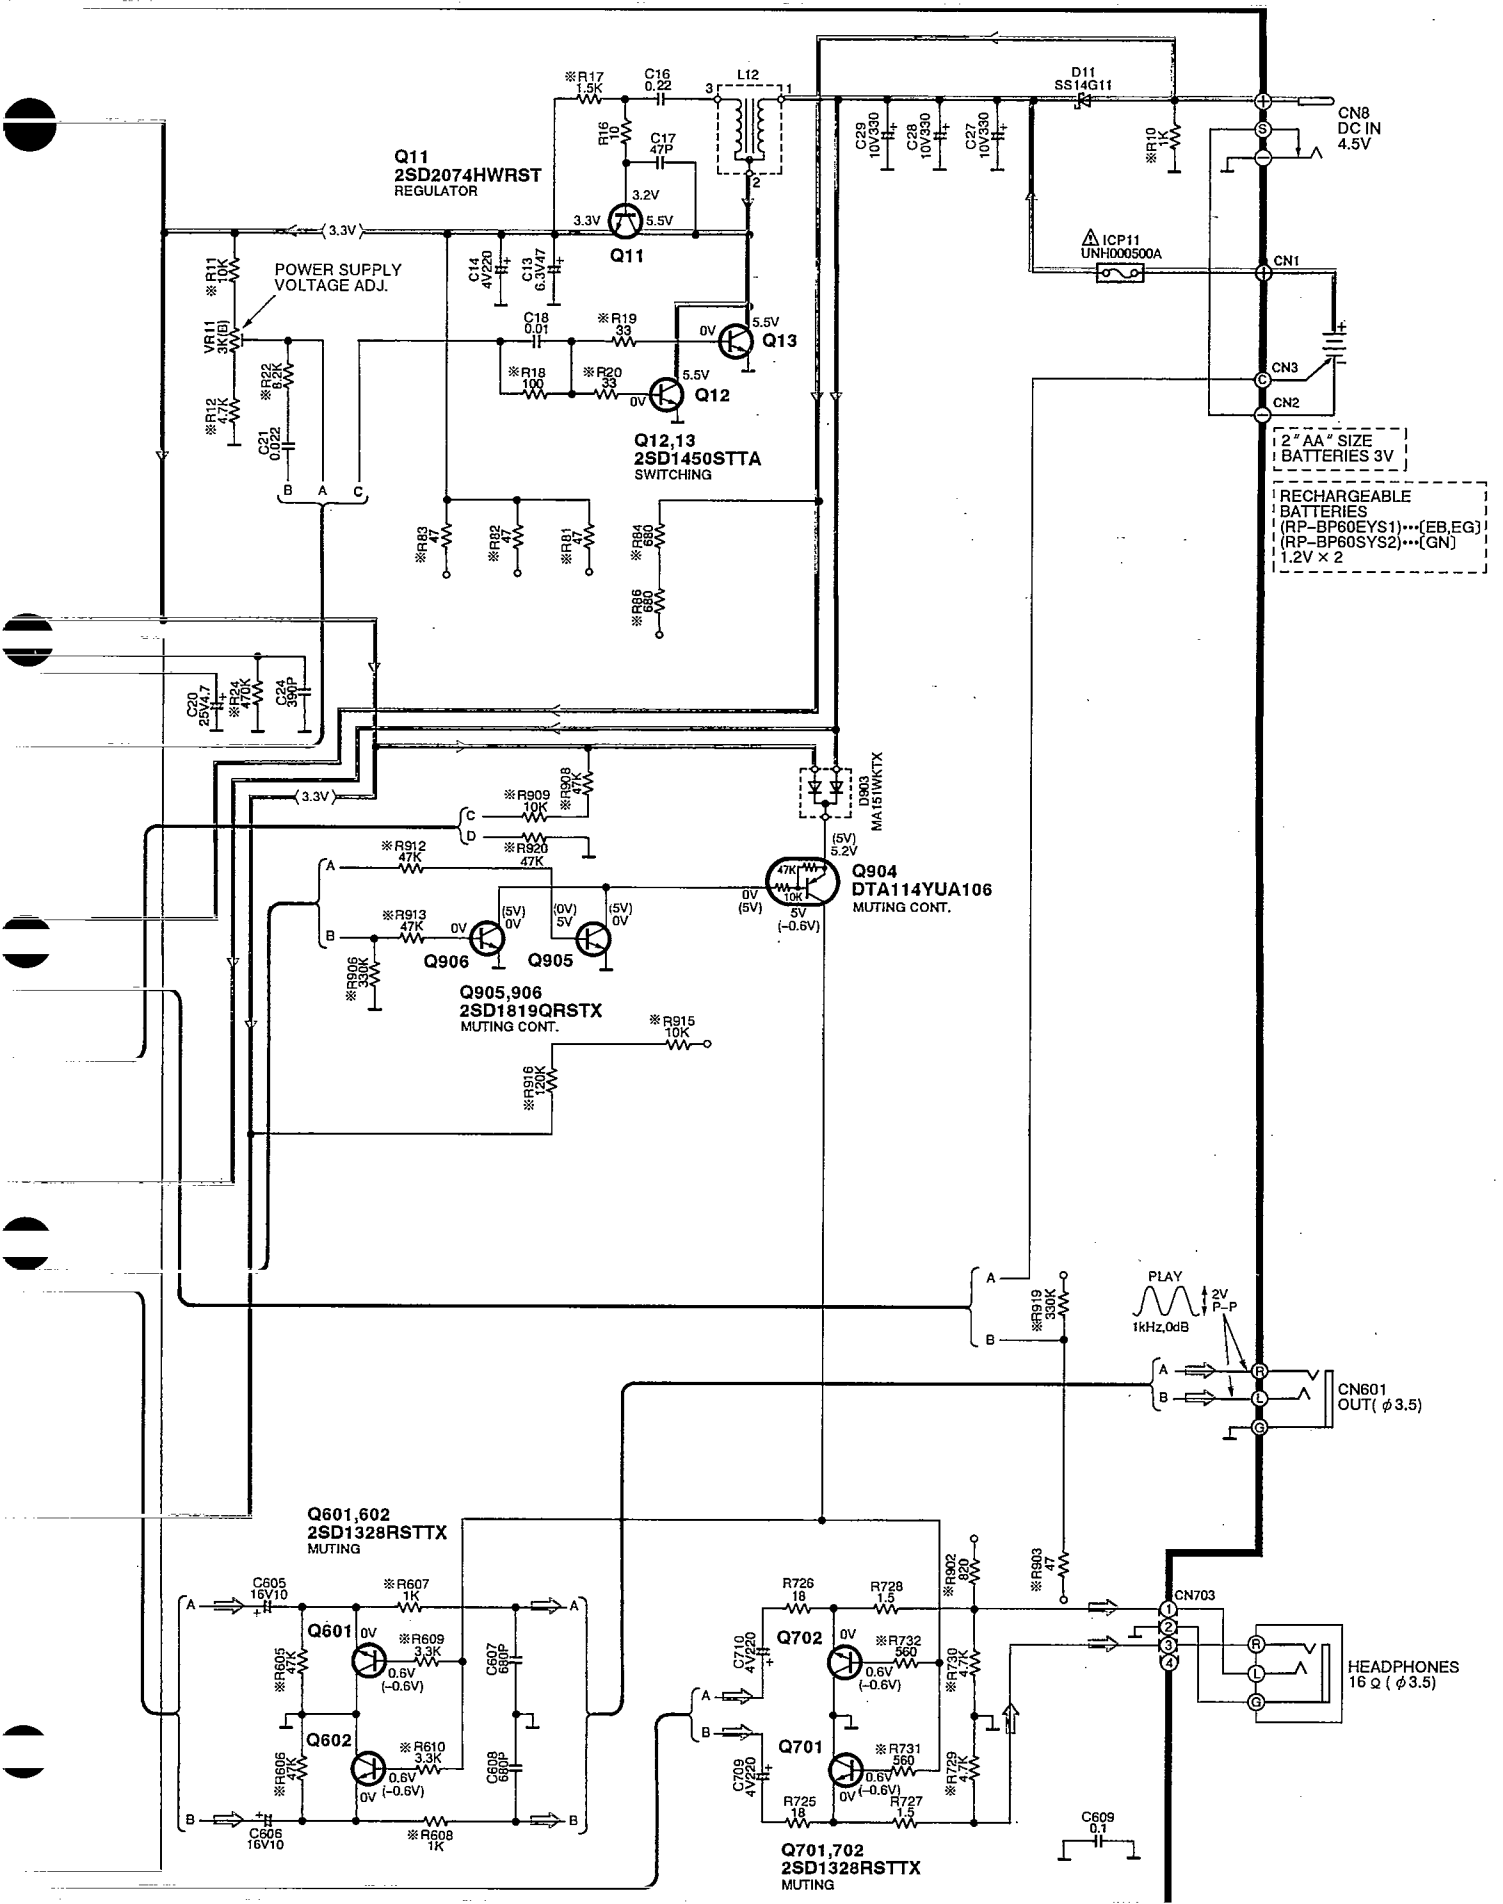 ※R17
1.5K
C16
0.22
L12
3
1
2
R16
10
C17
47P
Q11
2SD2074HWRST
REGULATOR
3.2V
3.3V
5.5V
Q11
(3.3V)
D11
SS14G11
C29
10V330
C28
10V330
C27
10V330
※R10
1K
+
S
−
CN8
DC IN
4.5V
⚠ ICP11
UNH000500A
+
CN1
C
CN3
−
CN2
2 "AA" SIZE
BATTERIES 3V
RECHARGEABLE
BATTERIES
(RP-BP60EYS1)···[EB,EG]
(RP-BP60SYS2)···[GN]
1.2V × 2
※R11
10K
POWER SUPPLY
VOLTAGE ADJ.
VR11
3K(B)
※R22
8.2K
※R12
4.7K
C21
0.022
B A C
C14
4V220
C13
6.3V47
C18
0.01
※R19
33
0V
5.5V
Q13
※R18
100
※R20
33
0V
5.5V
Q12
Q12,13
2SD1450STTA
SWITCHING
※R83
47
※R82
47
※R81
47
※R84
680
※R86
680
C20
25V4.7
※R24
470K
C24
390P
(3.3V)
※R908
47K
※R909
10K
C
D
※R920
47K
D903
MA151WKTX
※R912
47K
A
B
※R913
47K
※R906
330K
(5V)
0V
0V
(0V)
5V
(5V)
0V
Q906
Q905
Q905,906
2SD1819QRSTX
MUTING CONT.
(5V)
5.2V
47K
10K
0V
(5V)
5V
(−0.6V)
Q904
DTA114YUA106
MUTING CONT.
※R915
10K
※R916
120K
A
B
※R919
330K
PLAY
2V
P-P
1kHz,0dB
A
B
R
L
G
CN601
OUT( φ3.5)
Q601,602
2SD1328RSTTX
MUTING
A
C605
16V10
※R607
1K
A
Q601
0V
※R609
3.3K
0.6V
(−0.6V)
※R605
47K
C607
680P
Q602
※R610
3.3K
0.6V
(−0.6V)
0V
※R606
47K
C608
680P
B
C606
16V10
※R608
1K
B
R726
18
R728
1.5
※R902
820
※R903
47
C710
4V220
Q702
0V
※R732
560
0.6V
(−0.6V)
※R730
4.7K
A
B
Q701
※R731
560
0.6V
(−0.6V)
0V
※R729
4.7K
C709
4V220
R725
18
R727
1.5
Q701,702
2SD1328RSTTX
MUTING
CN703
1
2
3
4
R
L
G
HEADPHONES
16 Ω ( φ3.5)
C609
0.1